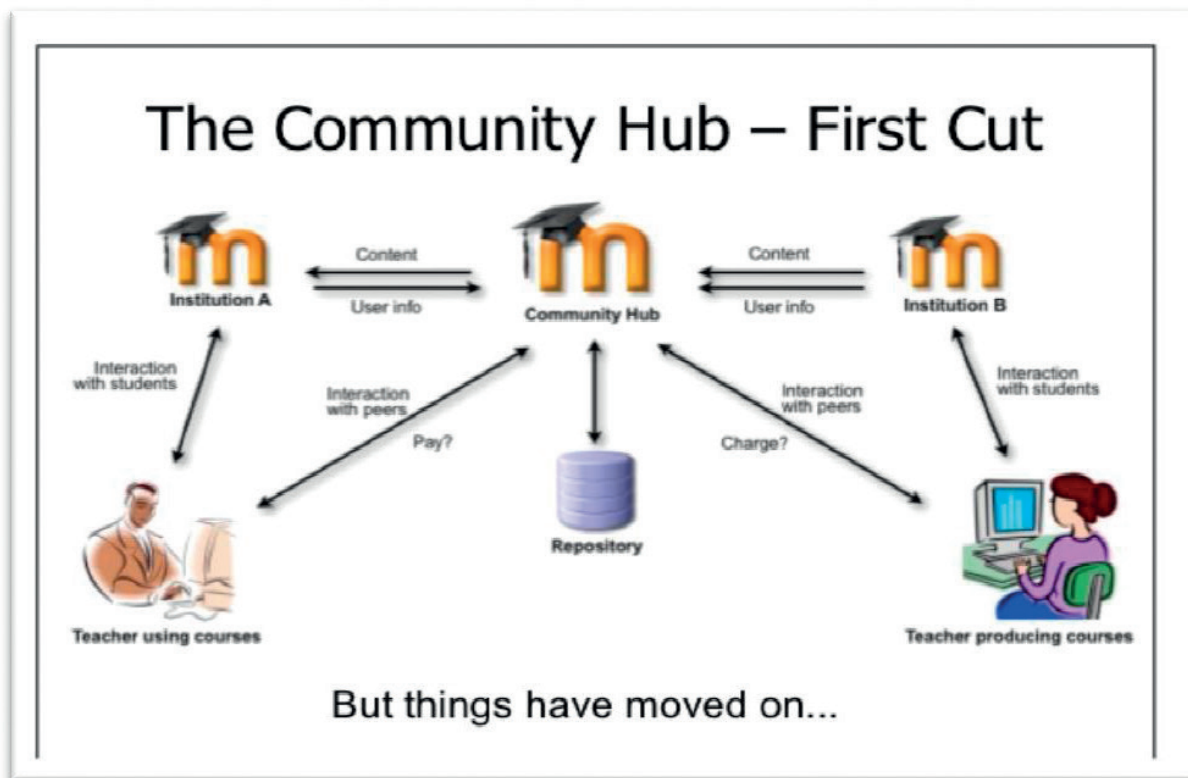 The Community Hub – First Cut
Content
User info
Institution A
Community Hub
Content
User info
Institution B
Interaction
with students
Interaction
with peers
Pay?
Interaction
with peers
Charge?
Interaction
with students
Repository
Teacher using courses
Teacher producing courses
But things have moved on...